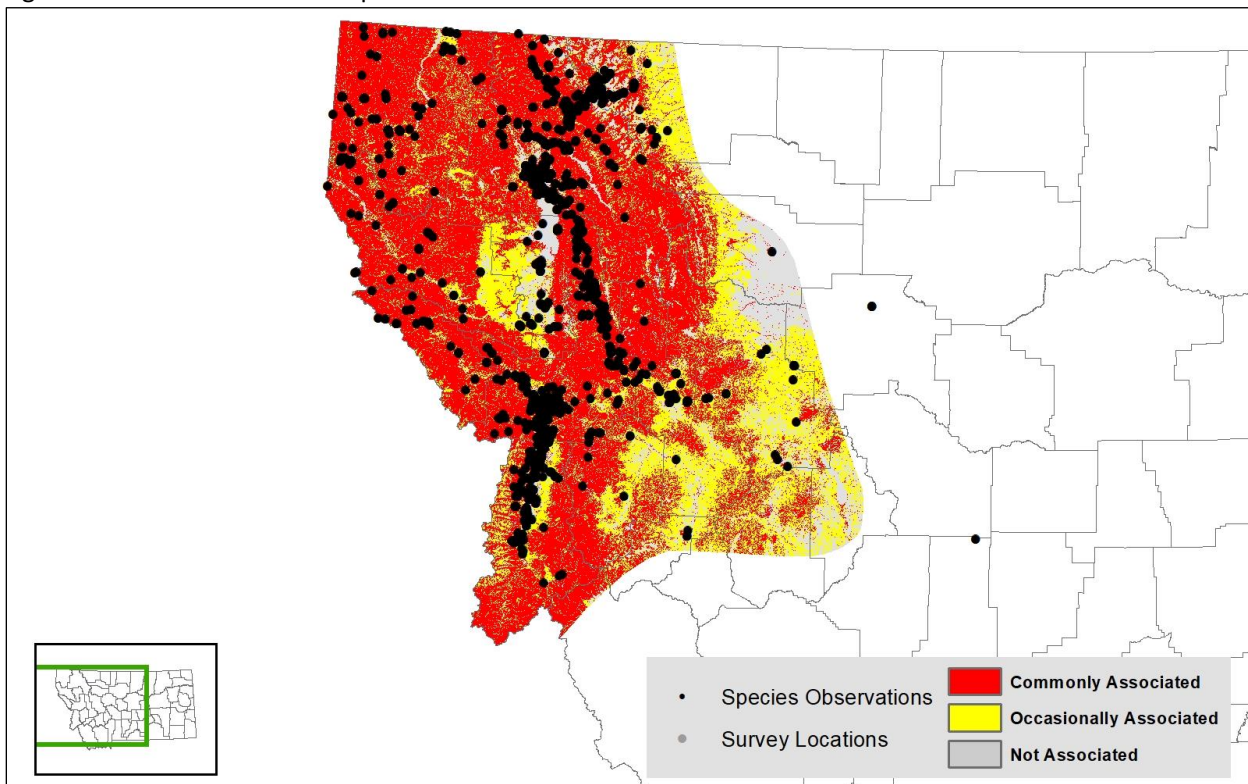 Species Observations
Survey Locations
Commonly Associated
Occasionally Associated
Not Associated